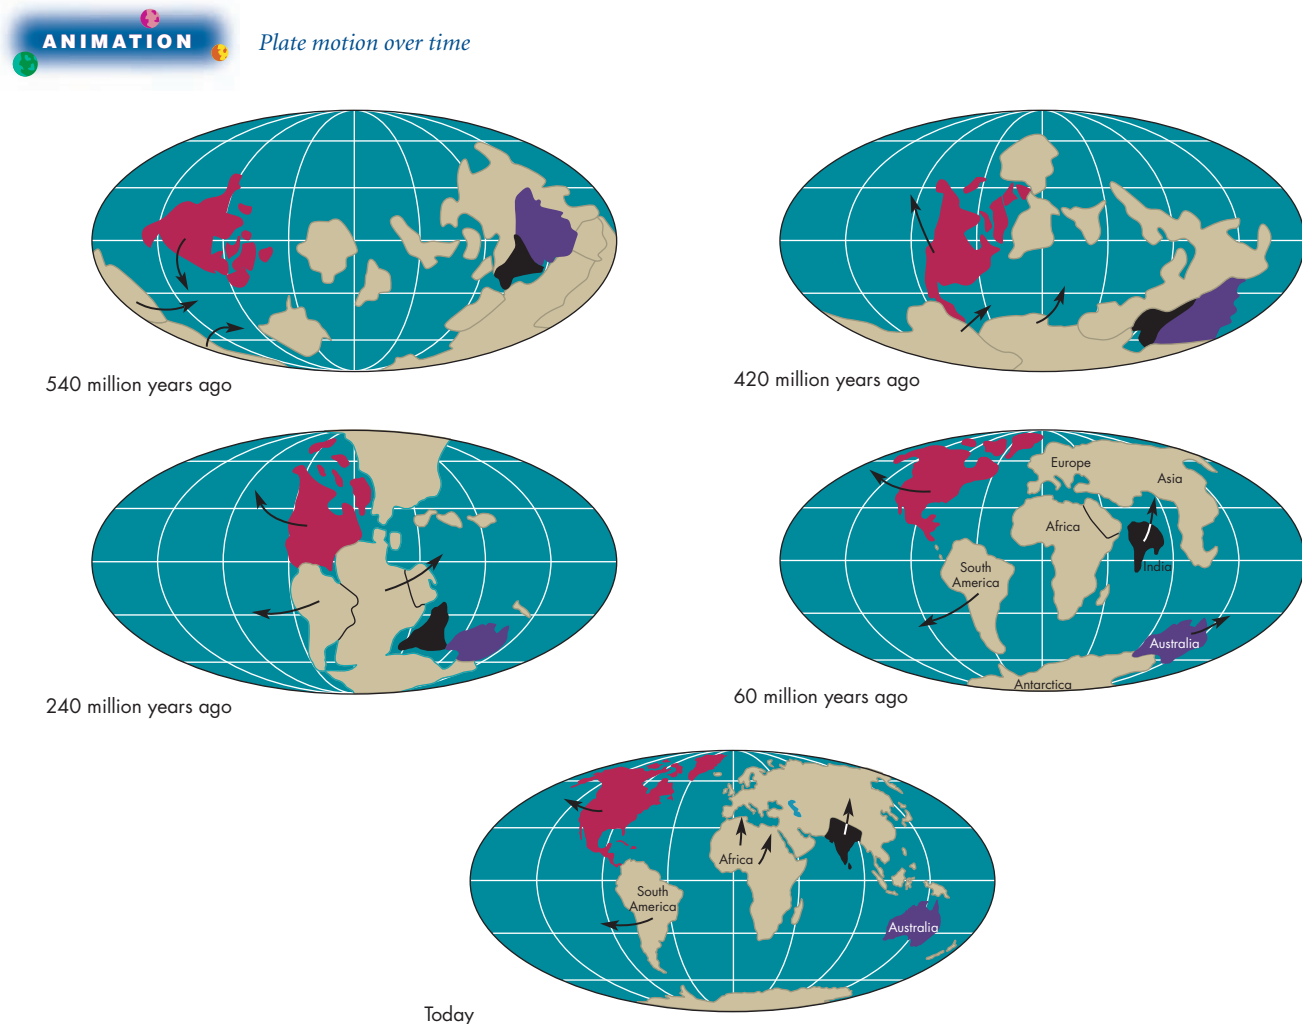 ANIMATION
Plate motion over time
540 million years ago
420 million years ago
240 million years ago
Europe
Asia
Africa
India
South
America
Australia
Antarctica
60 million years ago
Africa
South
America
Australia
Today